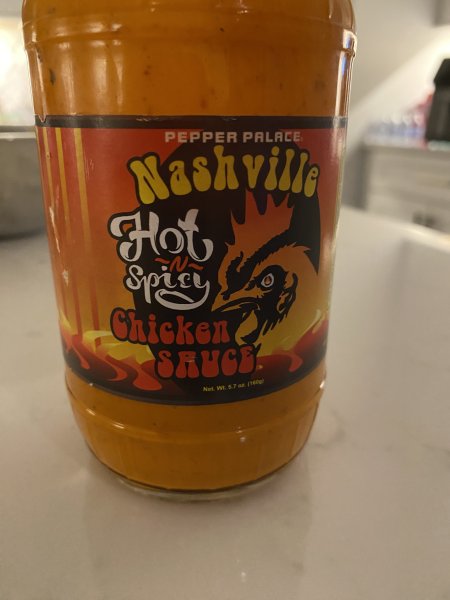 PEPPER PALACE
Nashville
Hot
~N~
Spicy
Chicken
SAUCE
Net. Wt. 5.7 oz. (160g)